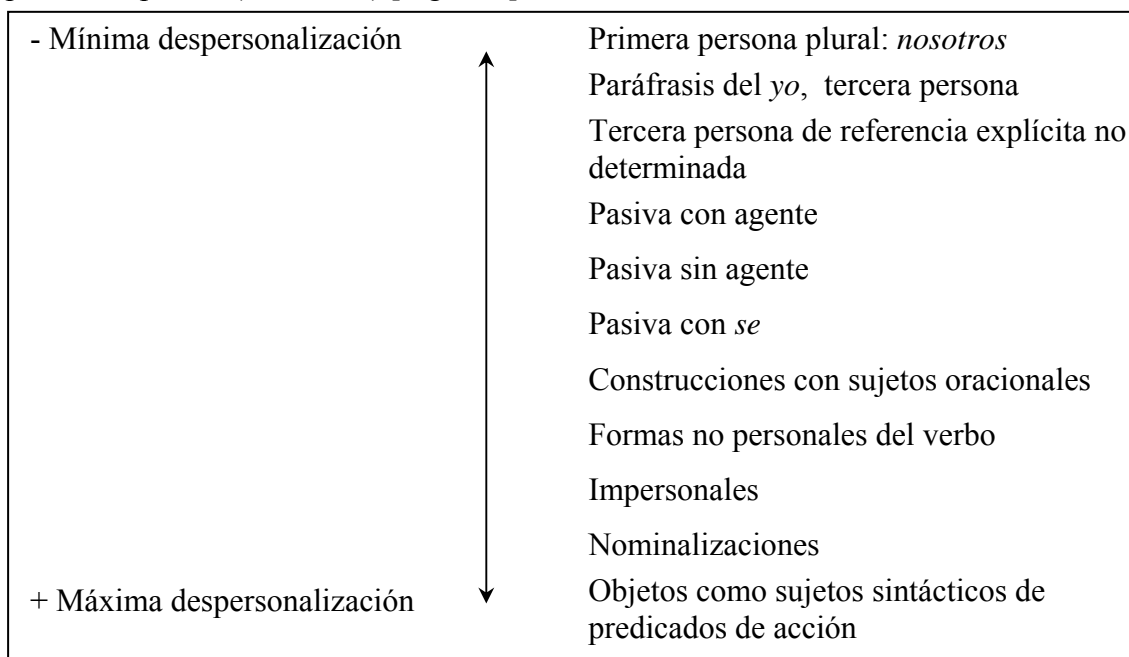 - Mínima despersonalización
Primera persona plural: nosotros
Paráfrasis del yo, tercera persona
Tercera persona de referencia explícita no
determinada
Pasiva con agente
Pasiva sin agente
Pasiva con se
Construcciones con sujetos oracionales
Formas no personales del verbo
Impersonales
Nominalizaciones
+ Máxima despersonalización
Objetos como sujetos sintácticos de
predicados de acción